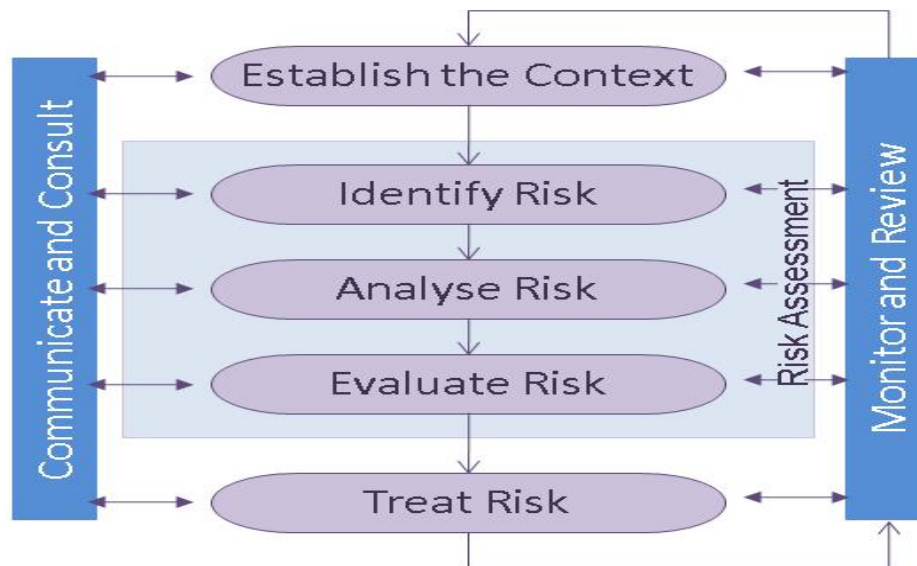 Establish the Context
Communicate and Consult
Identify Risk
Analyse Risk
Evaluate Risk
Risk Assessment
Monitor and Review
Treat Risk